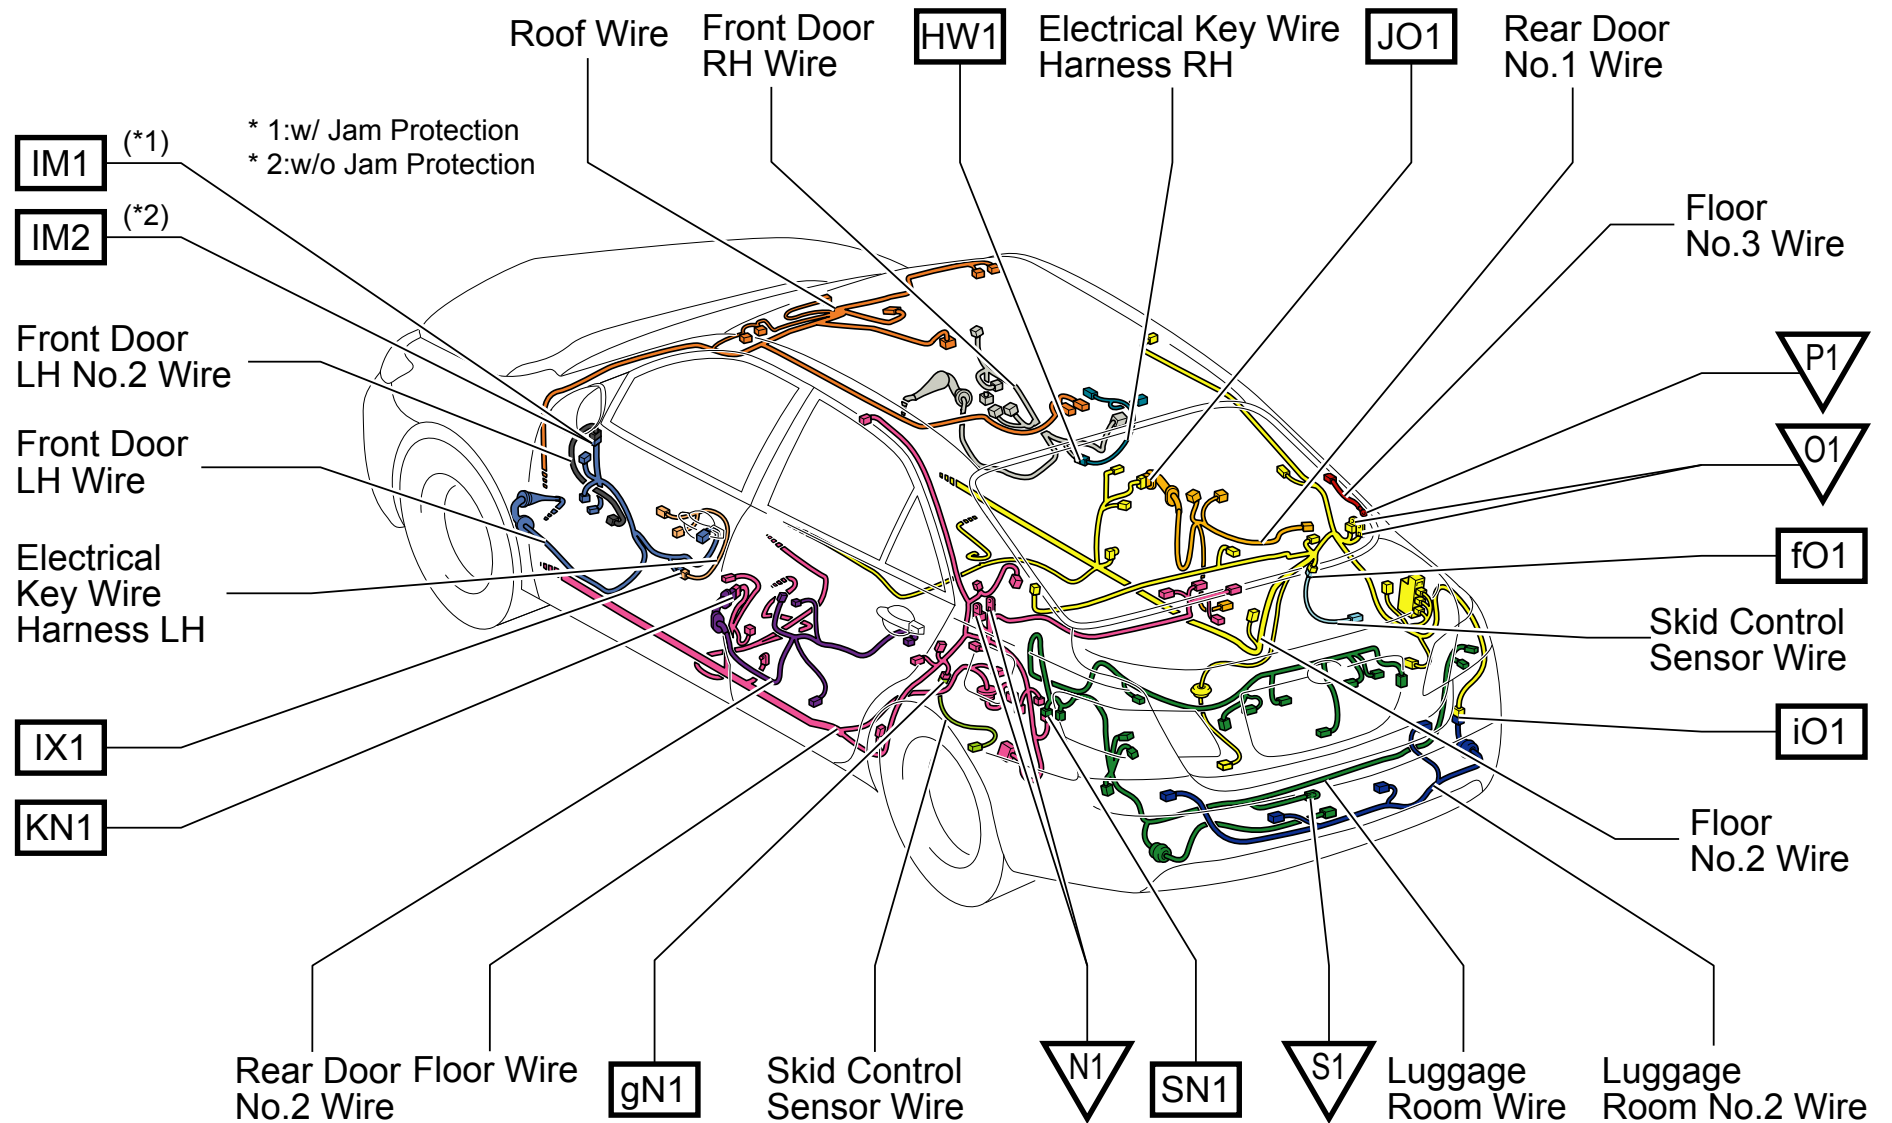 Roof Wire
Front Door
RH Wire
HW1
Electrical Key Wire
Harness RH
JO1
Rear Door
No.1 Wire
* 1:w/ Jam Protection
* 2:w/o Jam Protection
IM1
(*1)
IM2
(*2)
Floor
No.3 Wire
Front Door
LH No.2 Wire
P1
Front Door
LH Wire
O1
Electrical
Key Wire
Harness LH
fO1
Skid Control
Sensor Wire
IX1
iO1
KN1
Floor
No.2 Wire
Rear Door
No.2 Wire
Floor Wire
gN1
Skid Control
Sensor Wire
N1
SN1
S1
Luggage
Room Wire
Luggage
Room No.2 Wire